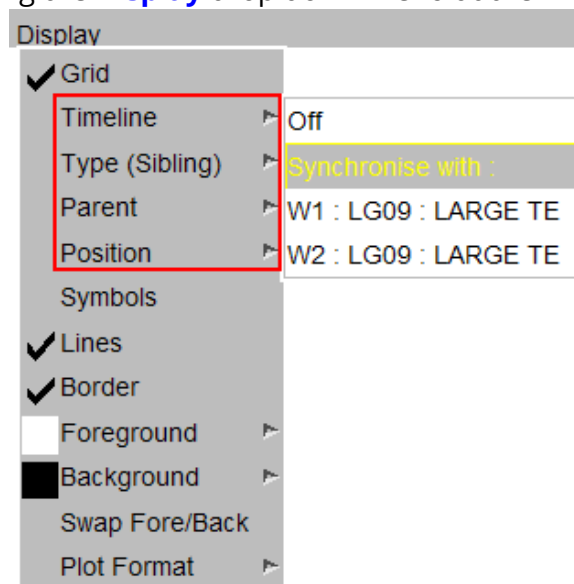 Display
Display
Grid
Timeline
Off
Type (Sibling)
Synchronise with :
Parent
W1 : LG09 : LARGE TE
Position
W2 : LG09 : LARGE TE
Symbols
Lines
Border
Foreground
Background
Swap Fore/Back
Plot Format